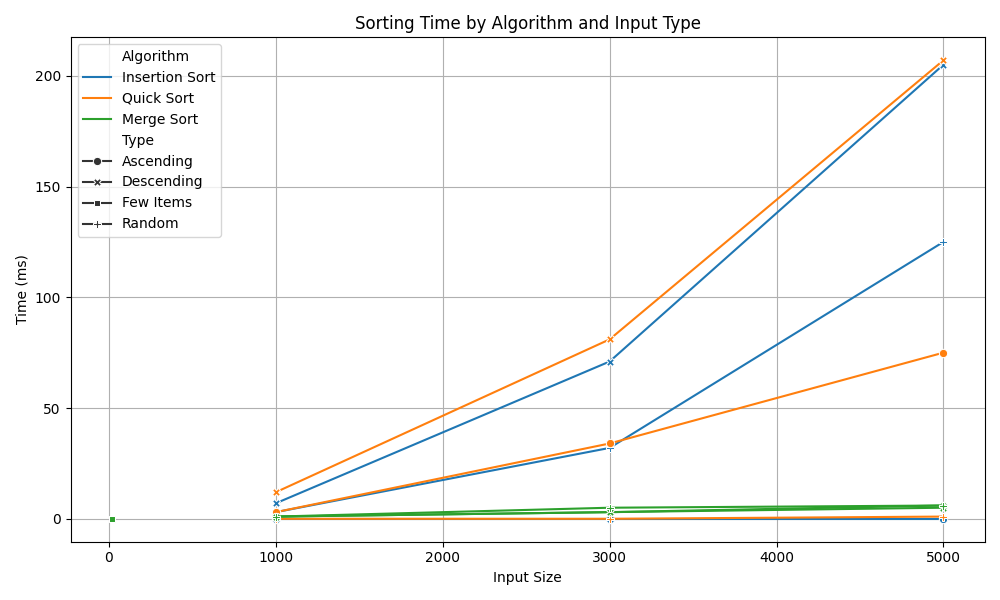 Sorting Time by Algorithm and Input Type
Algorithm
Insertion Sort
Quick Sort
Merge Sort
Type
Ascending
Descending
Few Items
Random
Time (ms)
200
150
100
50
0
0 1000 2000 3000 4000 5000
Input Size